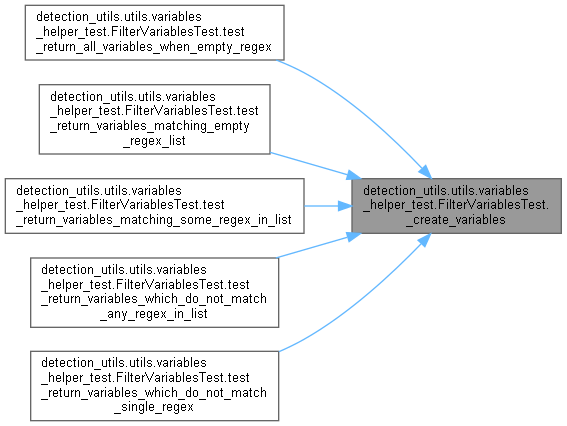 detection_utils.utils.variables
_helper_test.FilterVariablesTest.test
_return_all_variables_when_empty_regex
detection_utils.utils.variables
_helper_test.FilterVariablesTest.test
_return_variables_matching_empty
_regex_list
detection_utils.utils.variables
_helper_test.FilterVariablesTest.test
_return_variables_matching_some_regex_in_list
detection_utils.utils.variables
_helper_test.FilterVariablesTest.test
_return_variables_which_do_not_match
_any_regex_in_list
detection_utils.utils.variables
_helper_test.FilterVariablesTest.test
_return_variables_which_do_not_match
_single_regex
detection_utils.utils.variables
_helper_test.FilterVariablesTest.
_create_variables